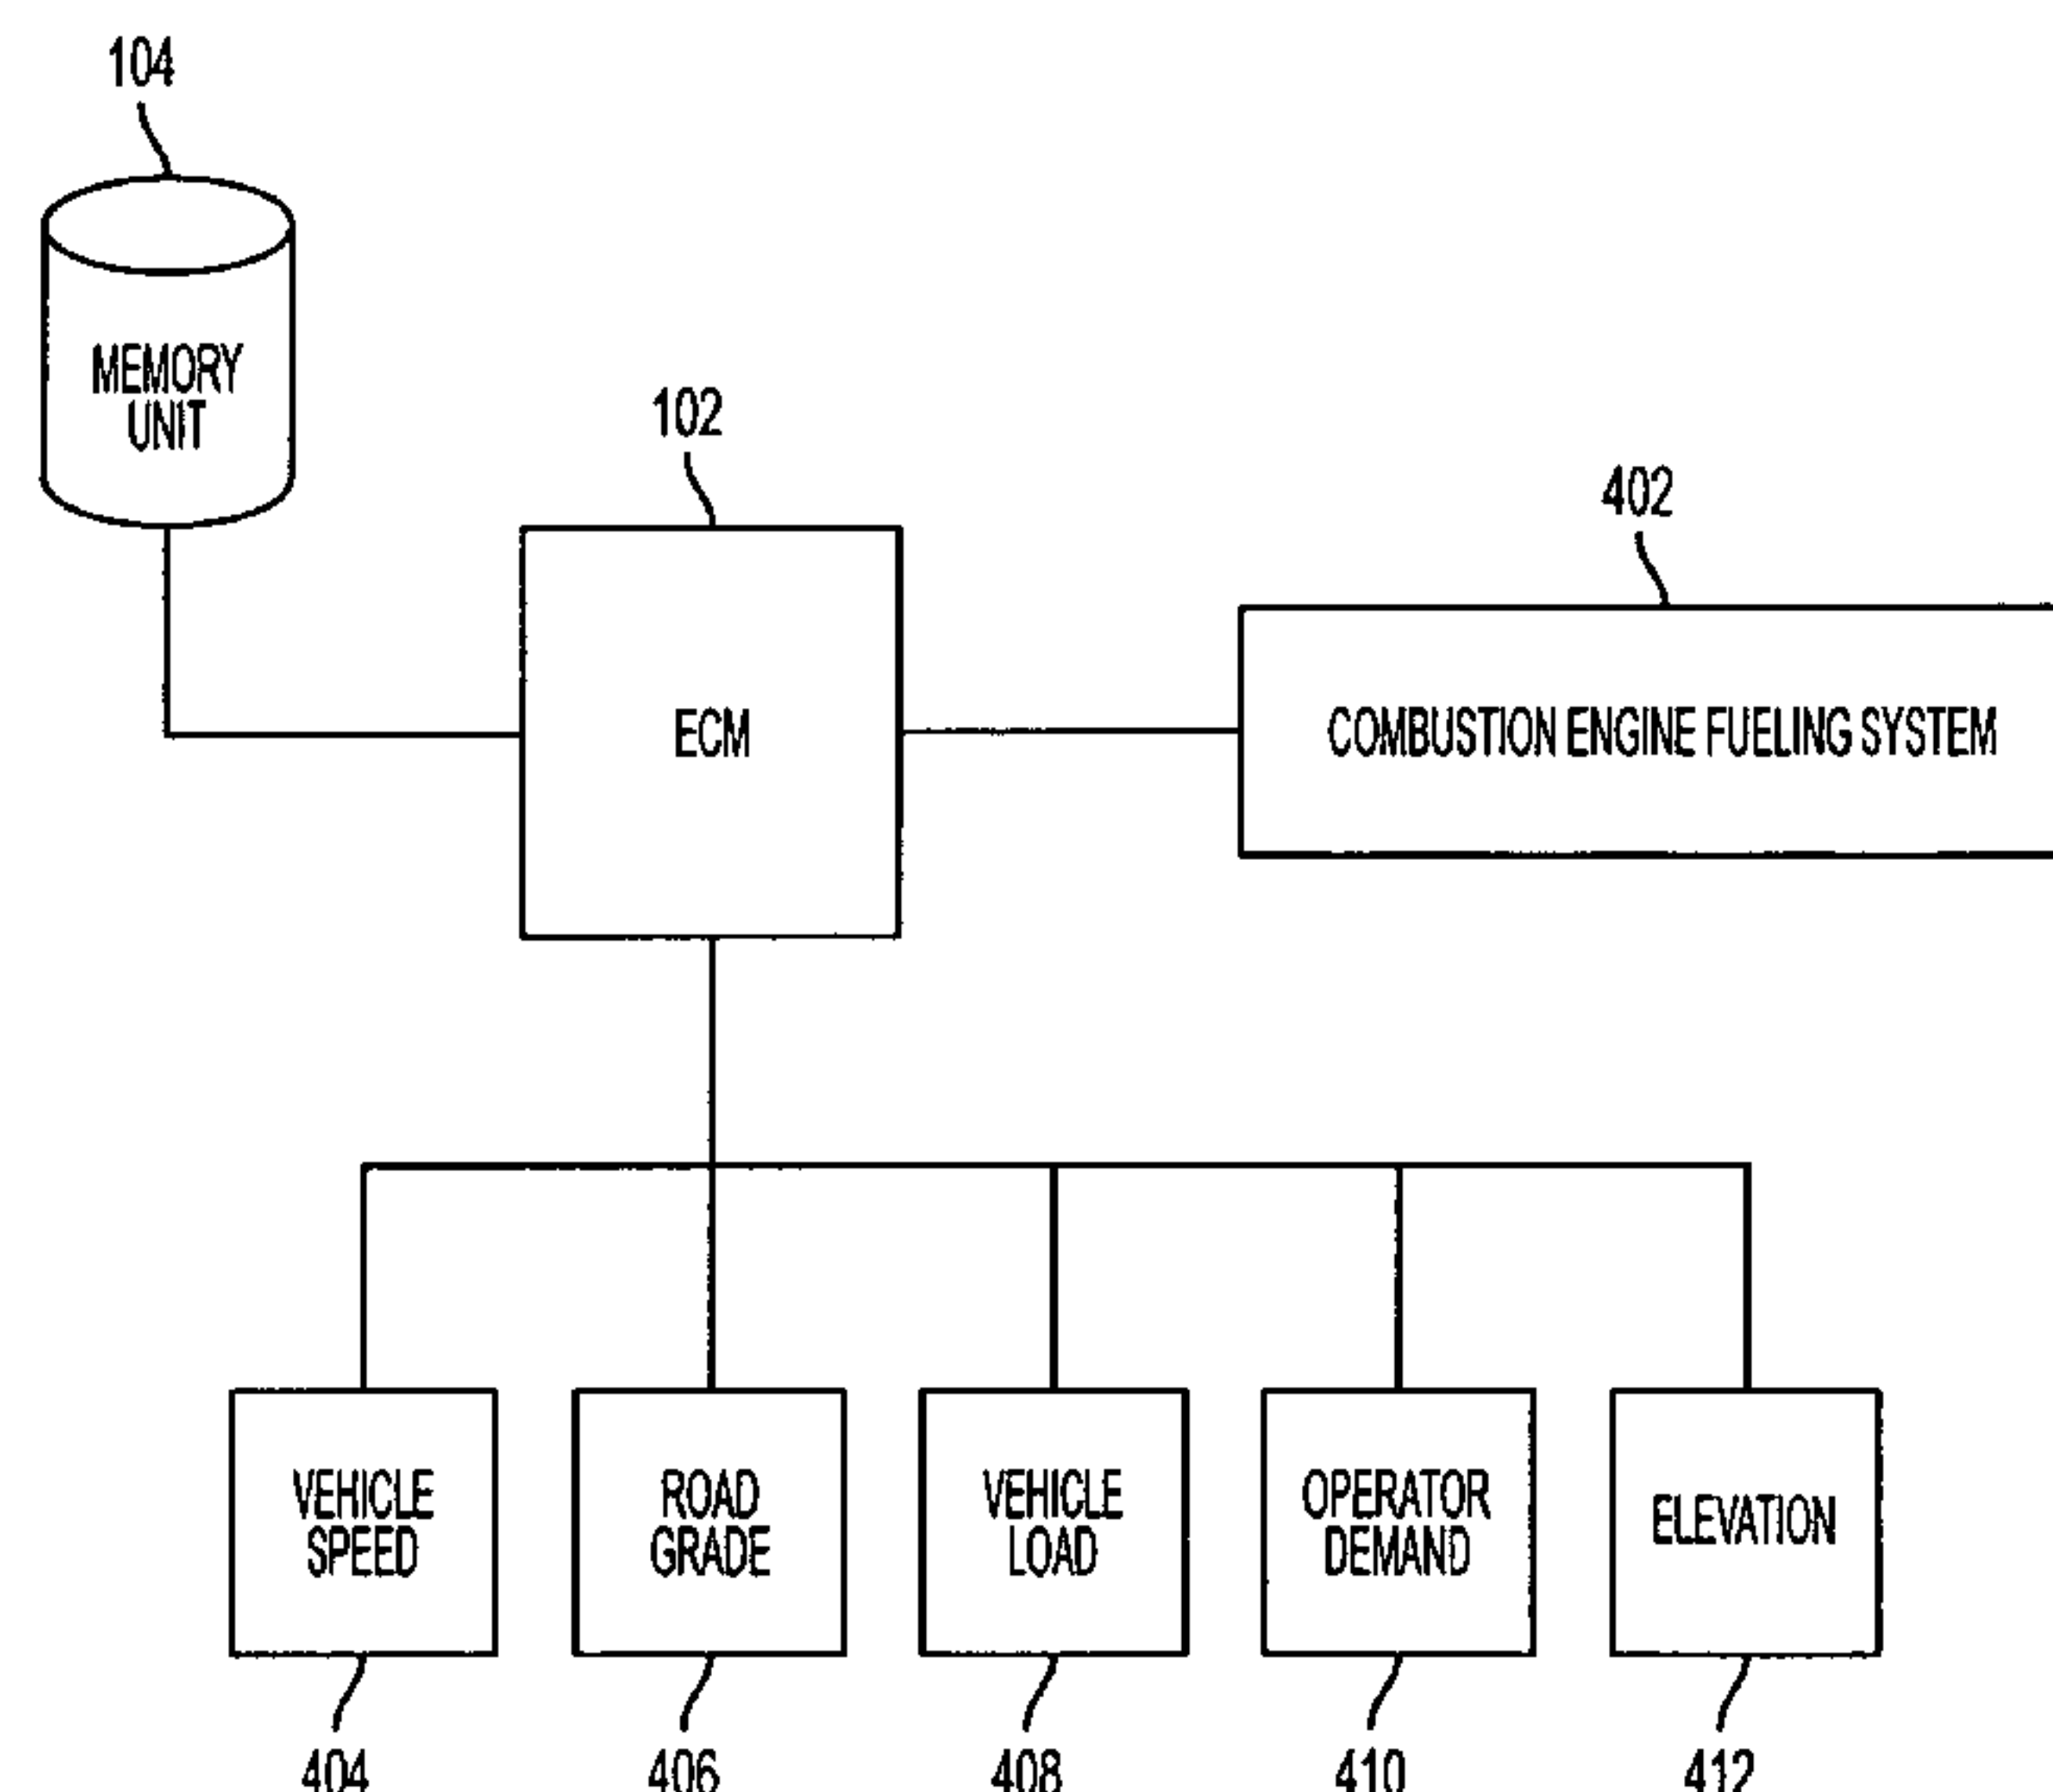 104
MEMORY
UNIT
102
ECM
402
COMBUSTION ENGINE FUELING SYSTEM
VEHICLE
SPEED
ROAD
GRADE
VEHICLE
LOAD
OPERATOR
DEMAND
ELEVATION
404
406
408
410
412